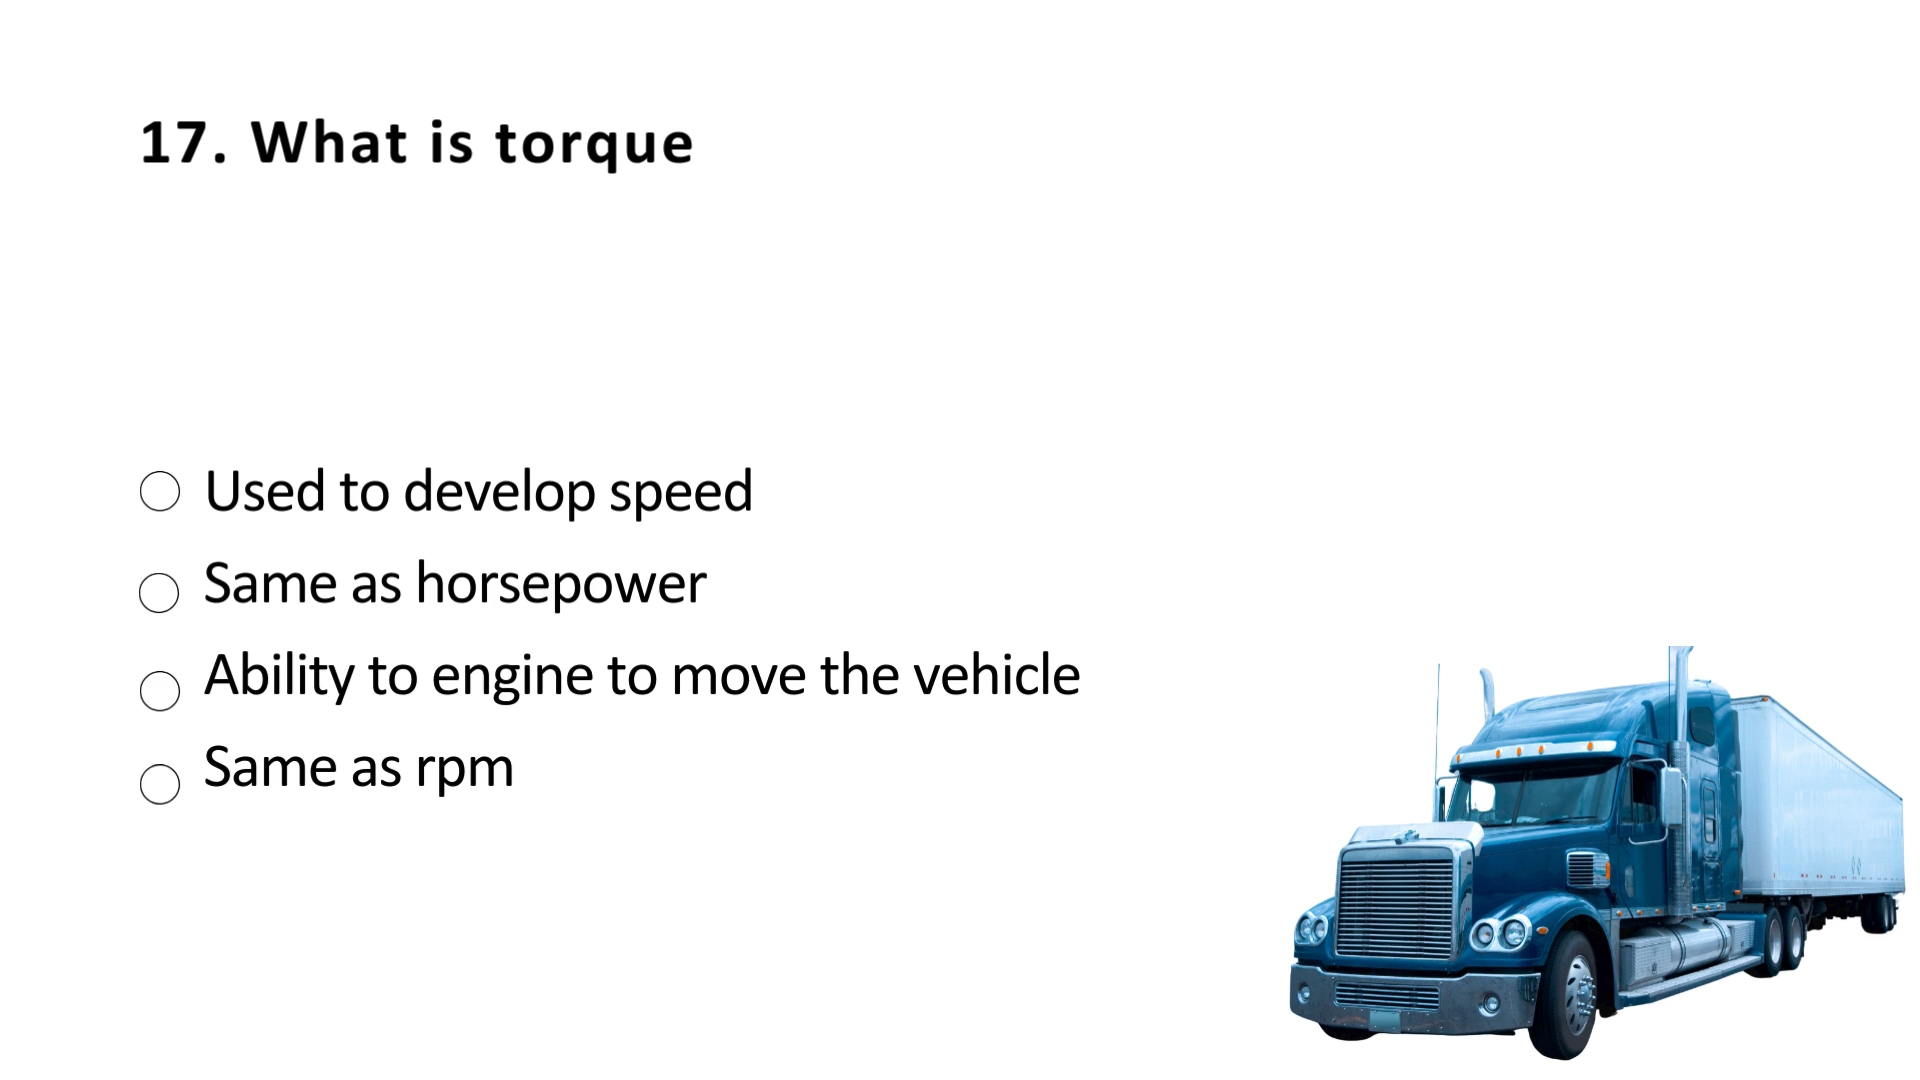 17. What is torque
Used to develop speed
Same as horsepower
Ability to engine to move the vehicle
Same as rpm